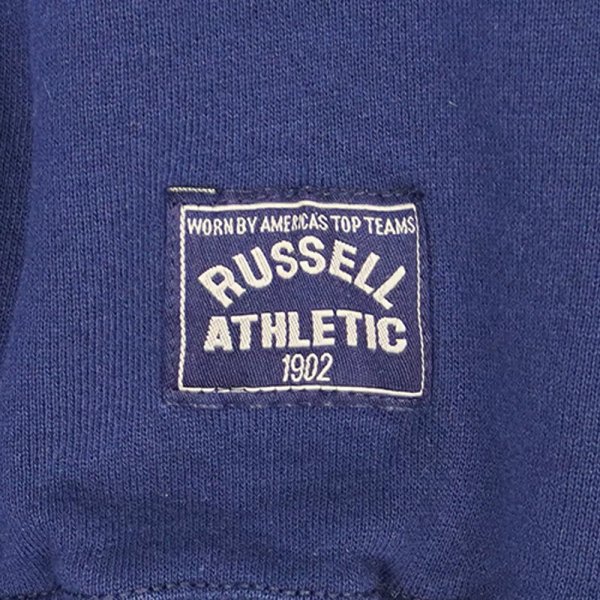 WORN BY AMERICA'S TOP TEAMS
RUSSELL
ATHLETIC
1902